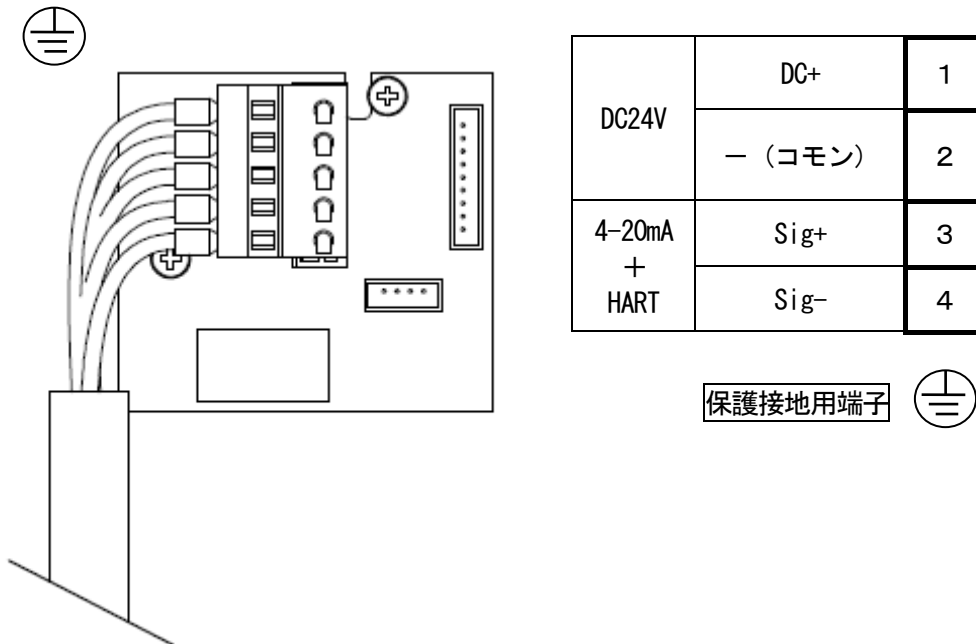 DC24V
DC+
1
－（コモン）
2
4-20mA
+
HART
Sig+
3
Sig-
4
保護接地用端子